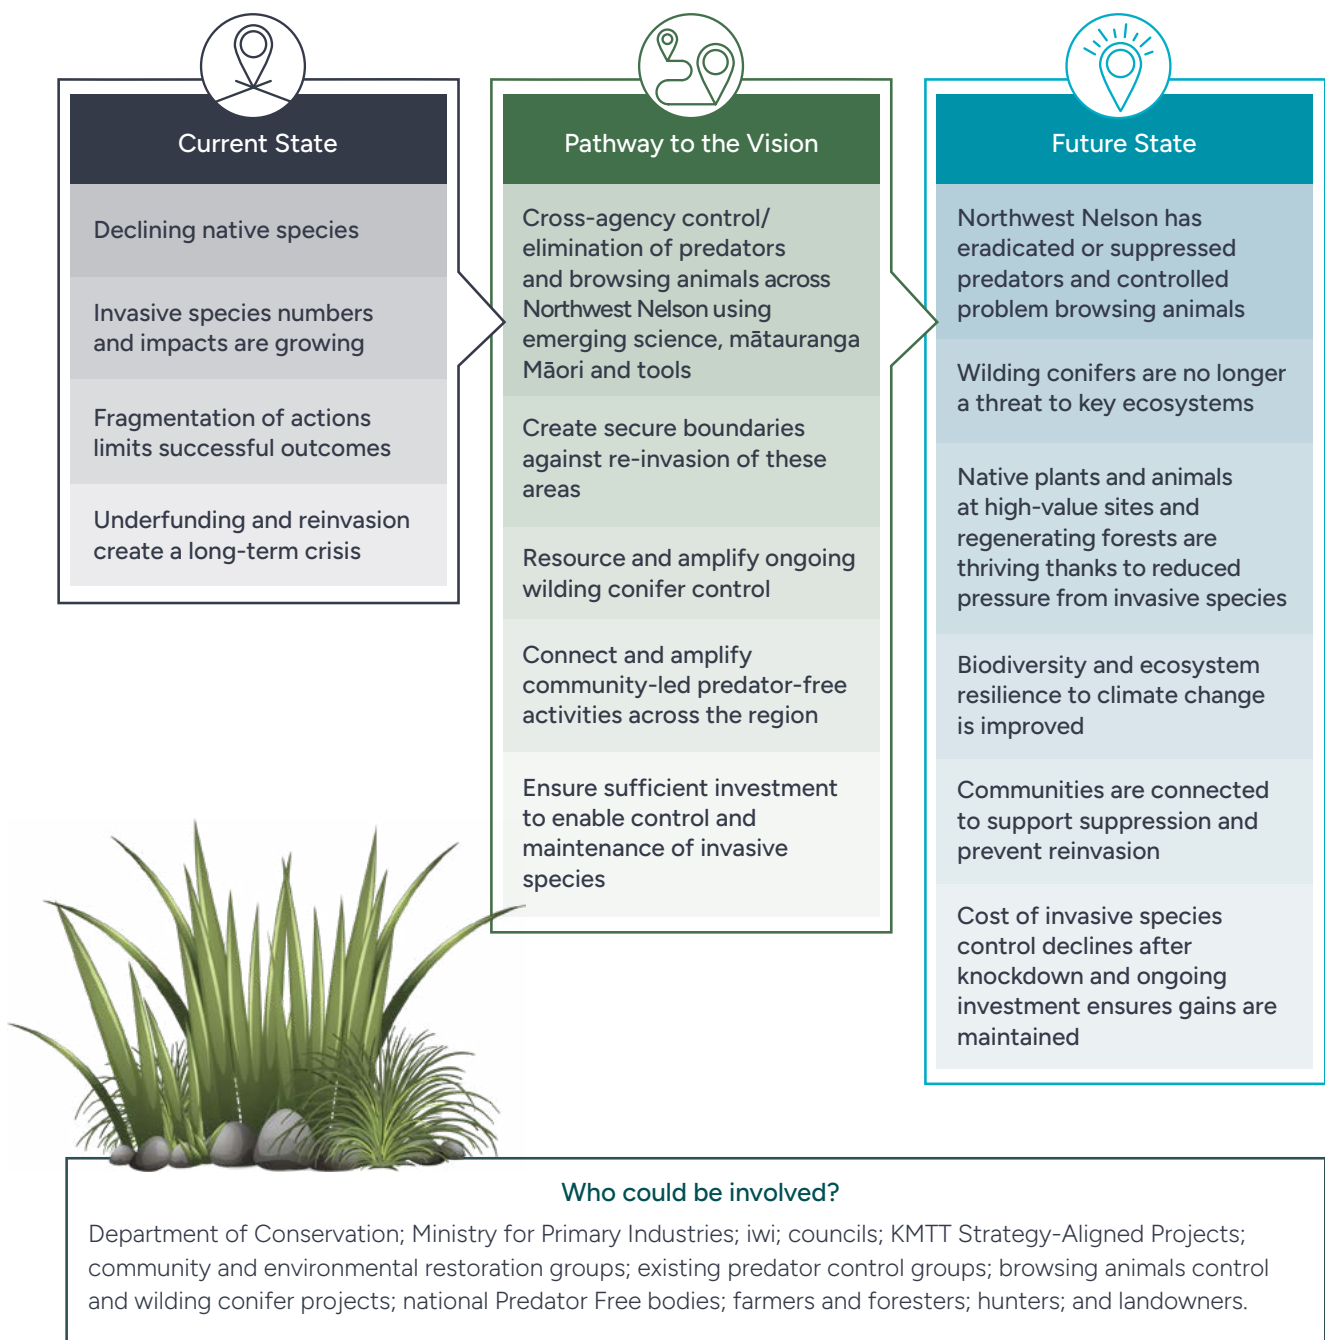 Current State
Declining native species
Invasive species numbers
and impacts are growing
Fragmentation of actions
limits successful outcomes
Underfunding and reinvasion
create a long-term crisis
Pathway to the Vision
Cross-agency control/
elimination of predators
and browsing animals across
Northwest Nelson using
emerging science, mātauranga
Māori and tools
Create secure boundaries
against re-invasion of these
areas
Resource and amplify ongoing
wilding conifer control
Connect and amplify
community-led predator-free
activities across the region
Ensure sufficient investment
to enable control and
maintenance of invasive
species
Future State
Northwest Nelson has
eradicated or suppressed
predators and controlled
problem browsing animals
Wilding conifers are no longer
a threat to key ecosystems
Native plants and animals
at high-value sites and
regenerating forests are
thriving thanks to reduced
pressure from invasive species
Biodiversity and ecosystem
resilience to climate change
is improved
Communities are connected
to support suppression and
prevent reinvasion
Cost of invasive species
control declines after
knockdown and ongoing
investment ensures gains are
maintained
Who could be involved?
Department of Conservation; Ministry for Primary Industries; iwi; councils; KMTT Strategy-Aligned Projects;
community and environmental restoration groups; existing predator control groups; browsing animals control
and wilding conifer projects; national Predator Free bodies; farmers and foresters; hunters; and landowners.